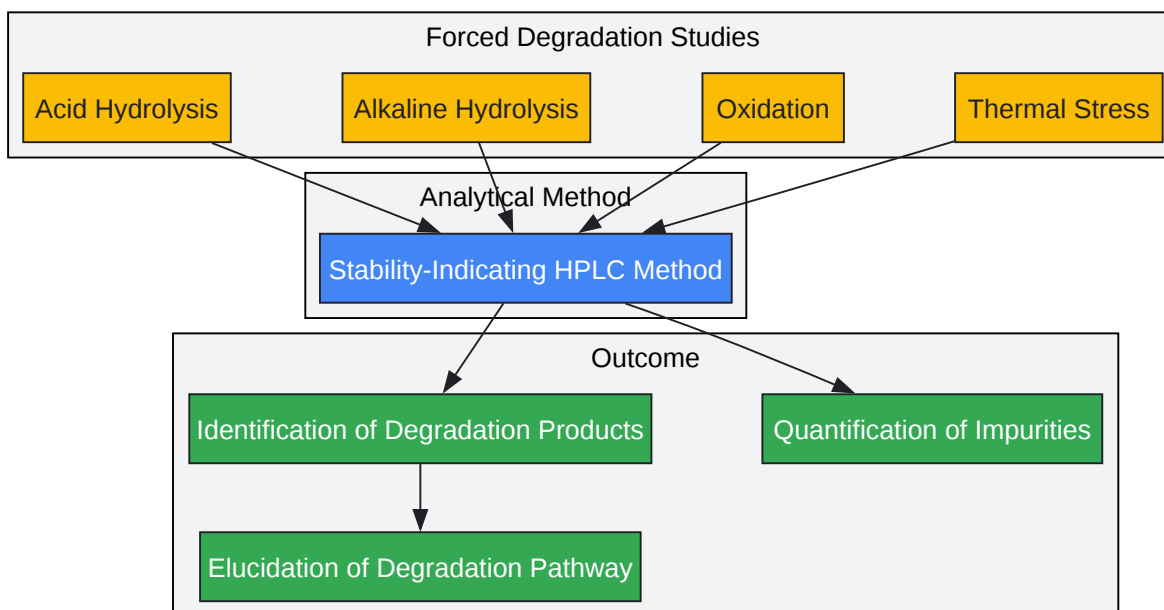 Forced Degradation Studies
Acid Hydrolysis
Alkaline Hydrolysis
Oxidation
Thermal Stress
Analytical Method
Stability-Indicating HPLC Method
Outcome
Identification of Degradation Products
Quantification of Impurities
Elucidation of Degradation Pathway